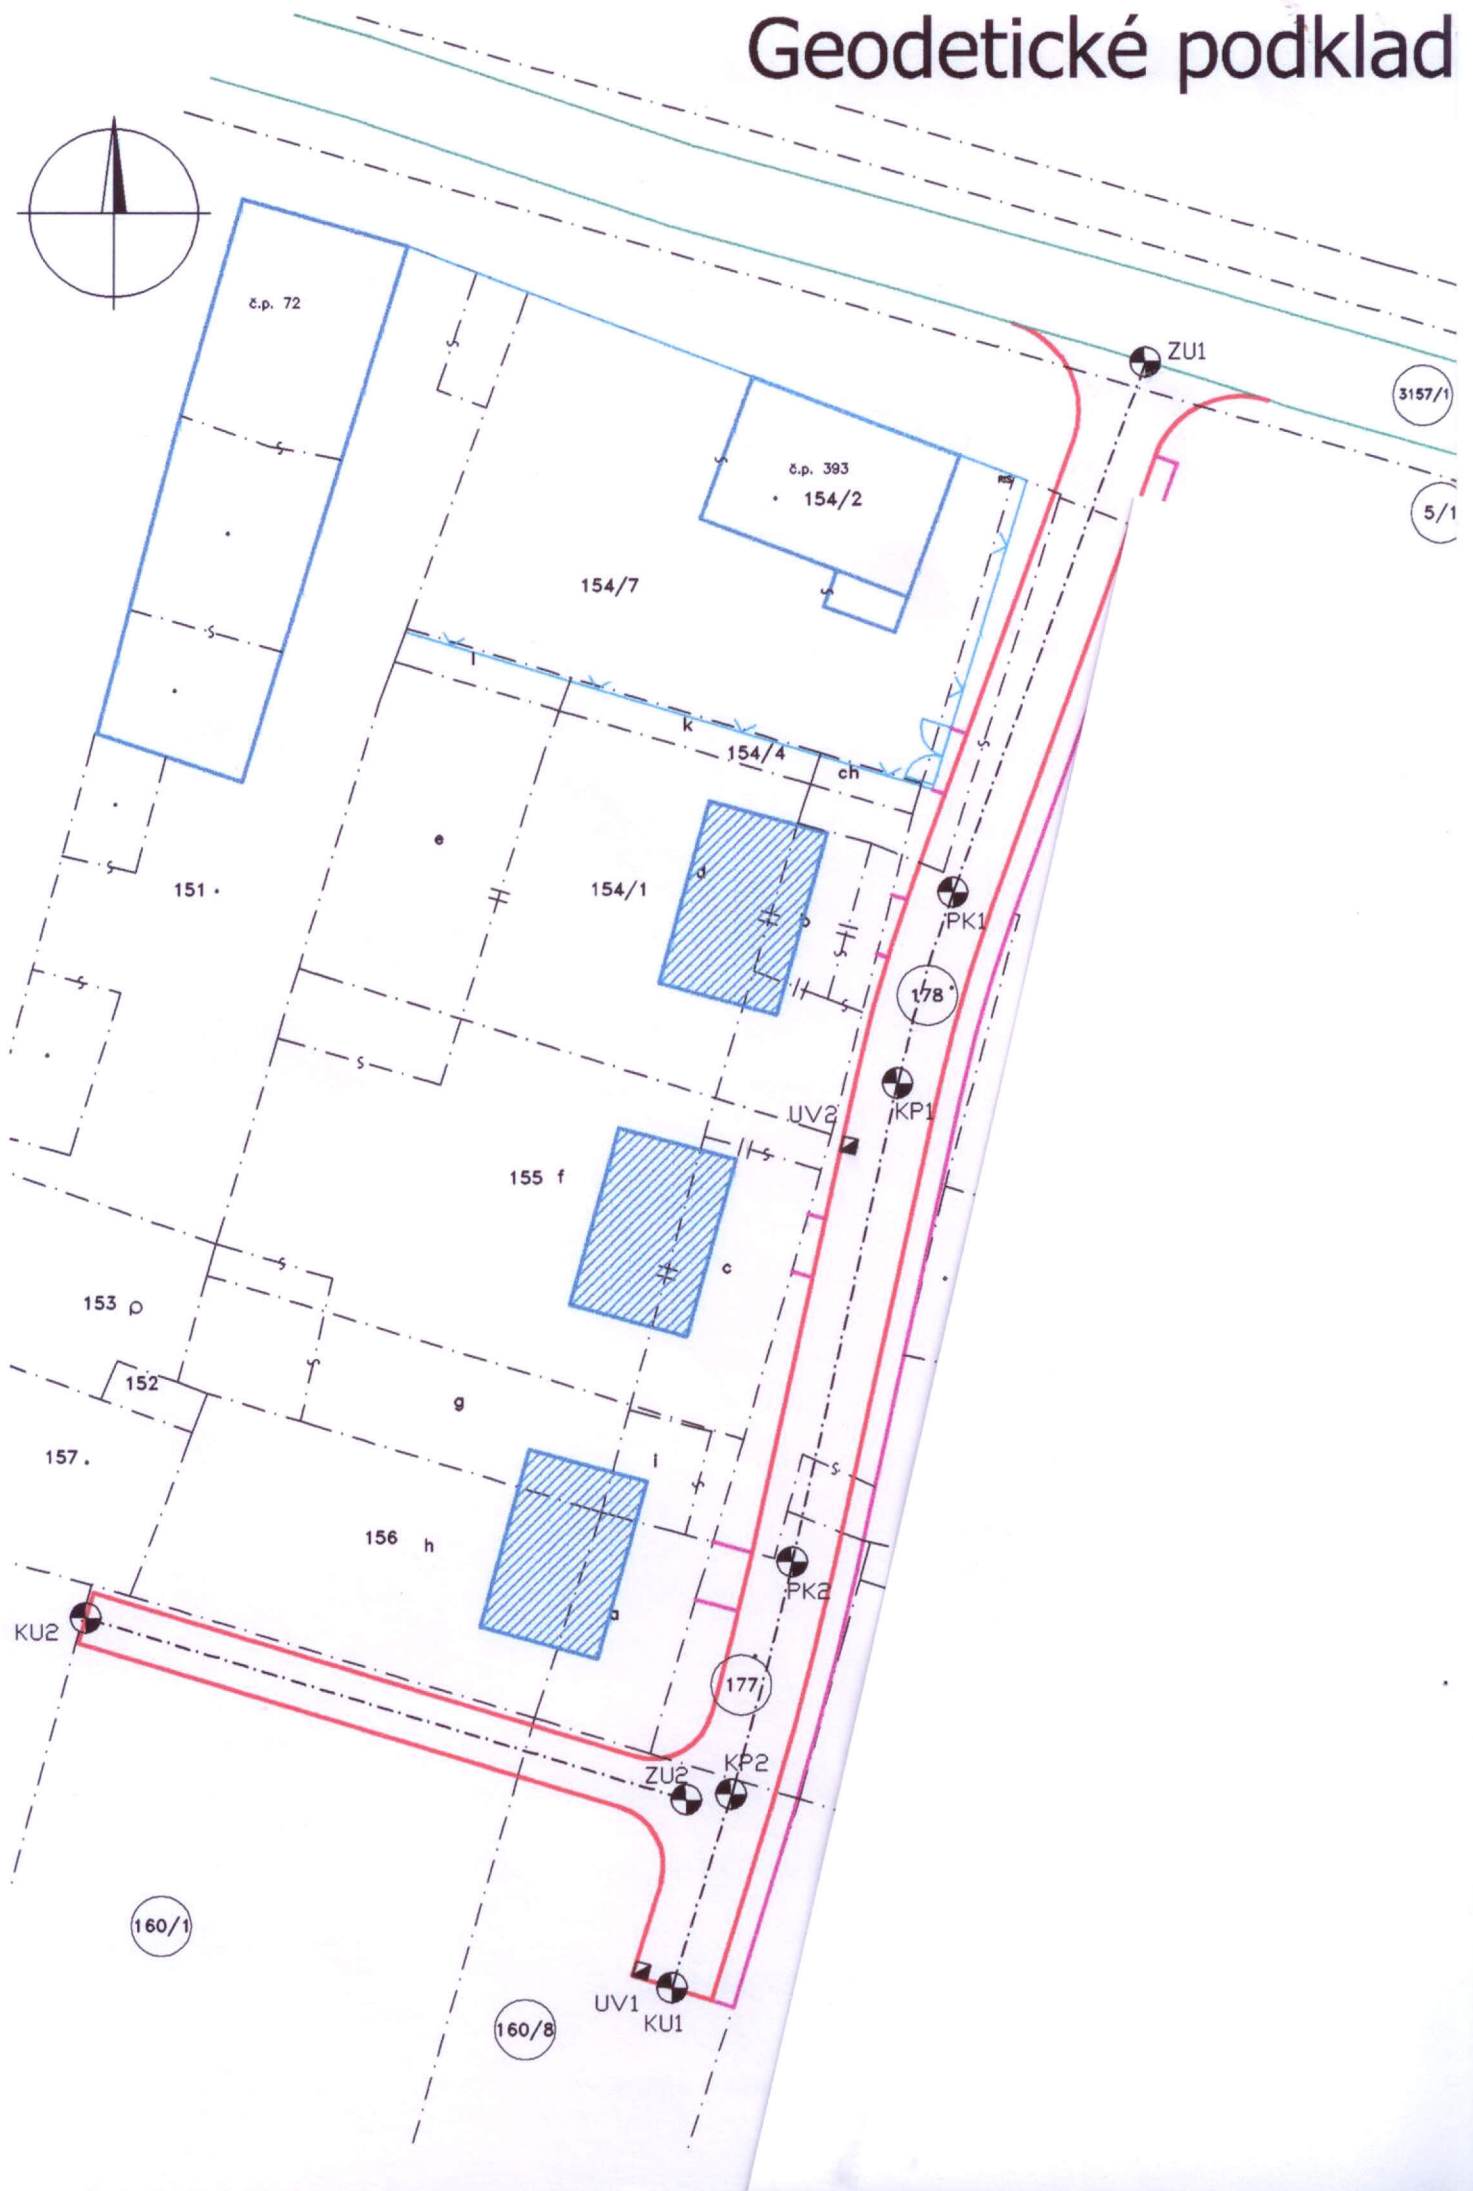 Geodetické podklad
č.p. 72
ZU1
3157/1
č.p. 393
154/2
RIS
5/1
154/7
l
k
154/4
ch
e
d
151
154/1
b
PK1
178
KP1
UV2
155 f
c
153
152
g
157
i
156 h
a
PK2
KU2
177
KP2
ZU2
160/1
UV1
KU1
160/8